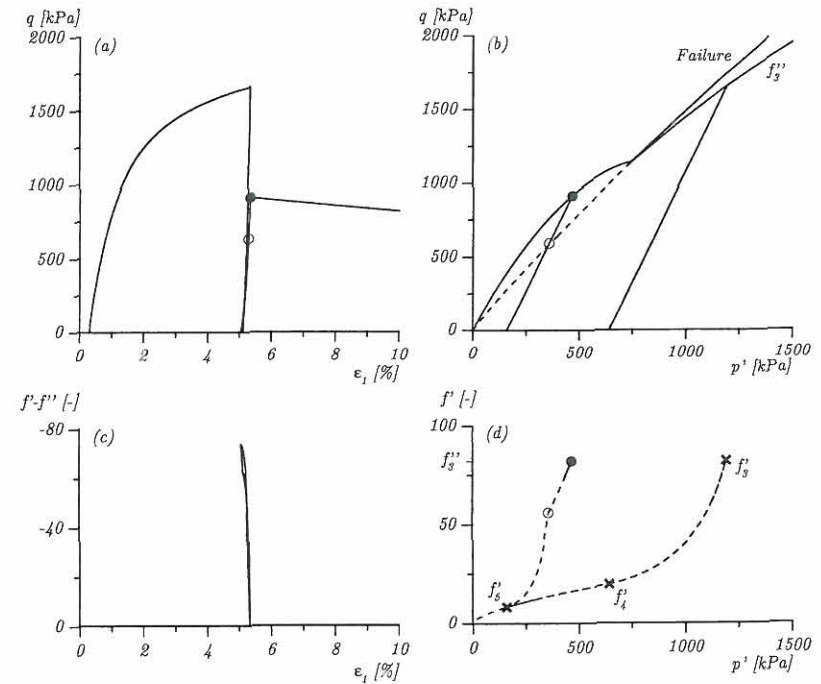 q [kPa]
2000
(a)
1500
1000
500
0
0 2 4 6 8 10
ε₁ [%]
q [kPa]
2000
(b)
Failure
f₃''
1500
1000
500
0
0 500 1000 1500
p' [kPa]
f'-f'' [-]
-80
(c)
-40
0
0 2 4 6 8 10
ε₁ [%]
f' [-]
100
(d)
f₃''
f₃'
50
f₅'
f₄'
0
0 500 1000 1500
p' [kPa]